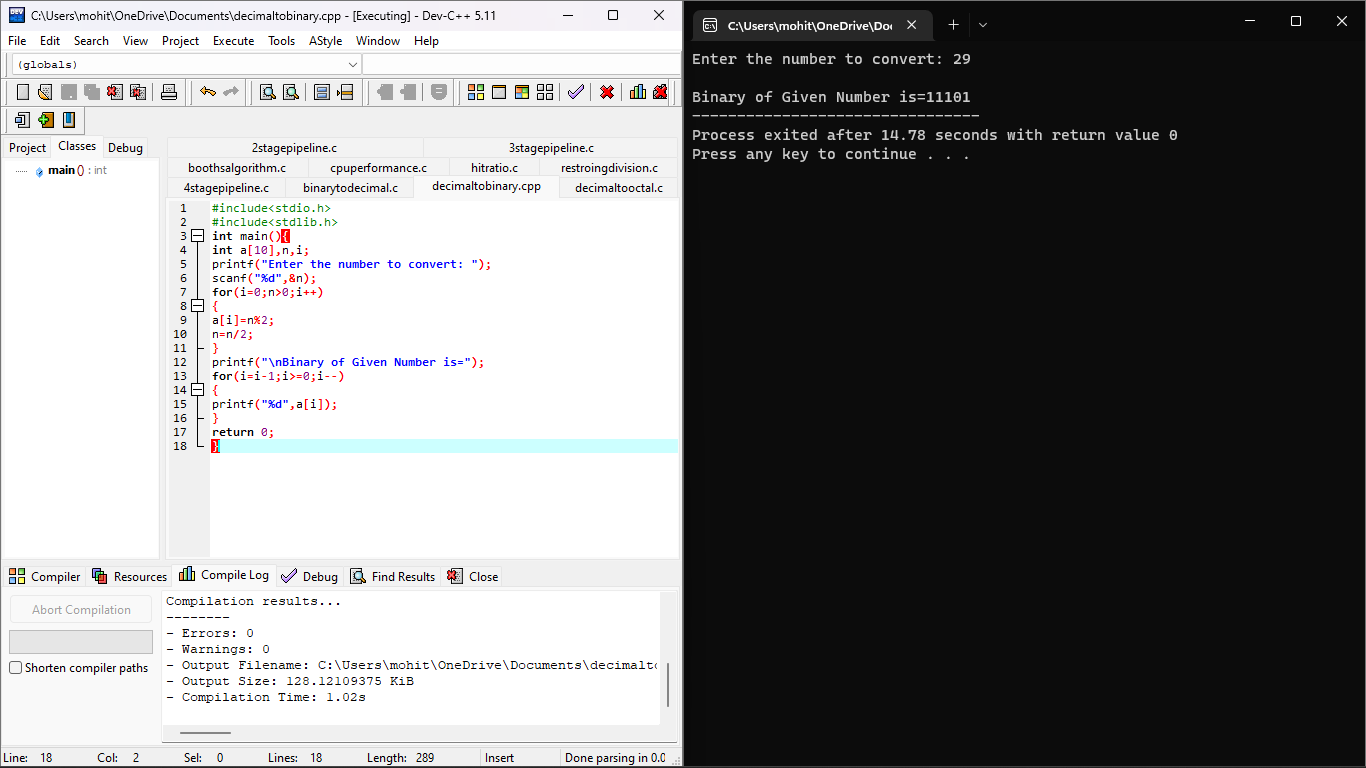 C:\Users\mohit\OneDrive\Documents\decimaltobinary.cpp - [Executing] - Dev-C++ 5.11
File Edit Search View Project Execute Tools AStyle Window Help
(globals)
Project Classes Debug
main () : int
2stagepipeline.c 3stagepipeline.c
boothsalgorithm.c cpuperformance.c hitratio.c restroingdivision.c
4stagepipeline.c binarytodecimal.c decimaltobinary.cpp decimaltooctal.c
1 #include<stdio.h>
2 #include<stdlib.h>
3 int main(){
4 int a[10],n,i;
5 printf("Enter the number to convert: ");
6 scanf("%d",&n);
7 for(i=0;n>0;i++)
8 {
9 a[i]=n%2;
10 n=n/2;
11 }
12 printf("\nBinary of Given Number is=");
13 for(i=i-1;i>=0;i--)
14 {
15 printf("%d",a[i]);
16 }
17 return 0;
18 }
Compiler Resources Compile Log Debug Find Results Close
Abort Compilation
Shorten compiler paths
Compilation results...
--------
- Errors: 0
- Warnings: 0
- Output Filename: C:\Users\mohit\OneDrive\Documents\decimalto
- Output Size: 128.12109375 KiB
- Compilation Time: 1.02s
Line: 18 Col: 2 Sel: 0 Lines: 18 Length: 289 Insert Done parsing in 0.0
C:\Users\mohit\OneDrive\Do
Enter the number to convert: 29
Binary of Given Number is=11101
--------------------------------
Process exited after 14.78 seconds with return value 0
Press any key to continue . . .